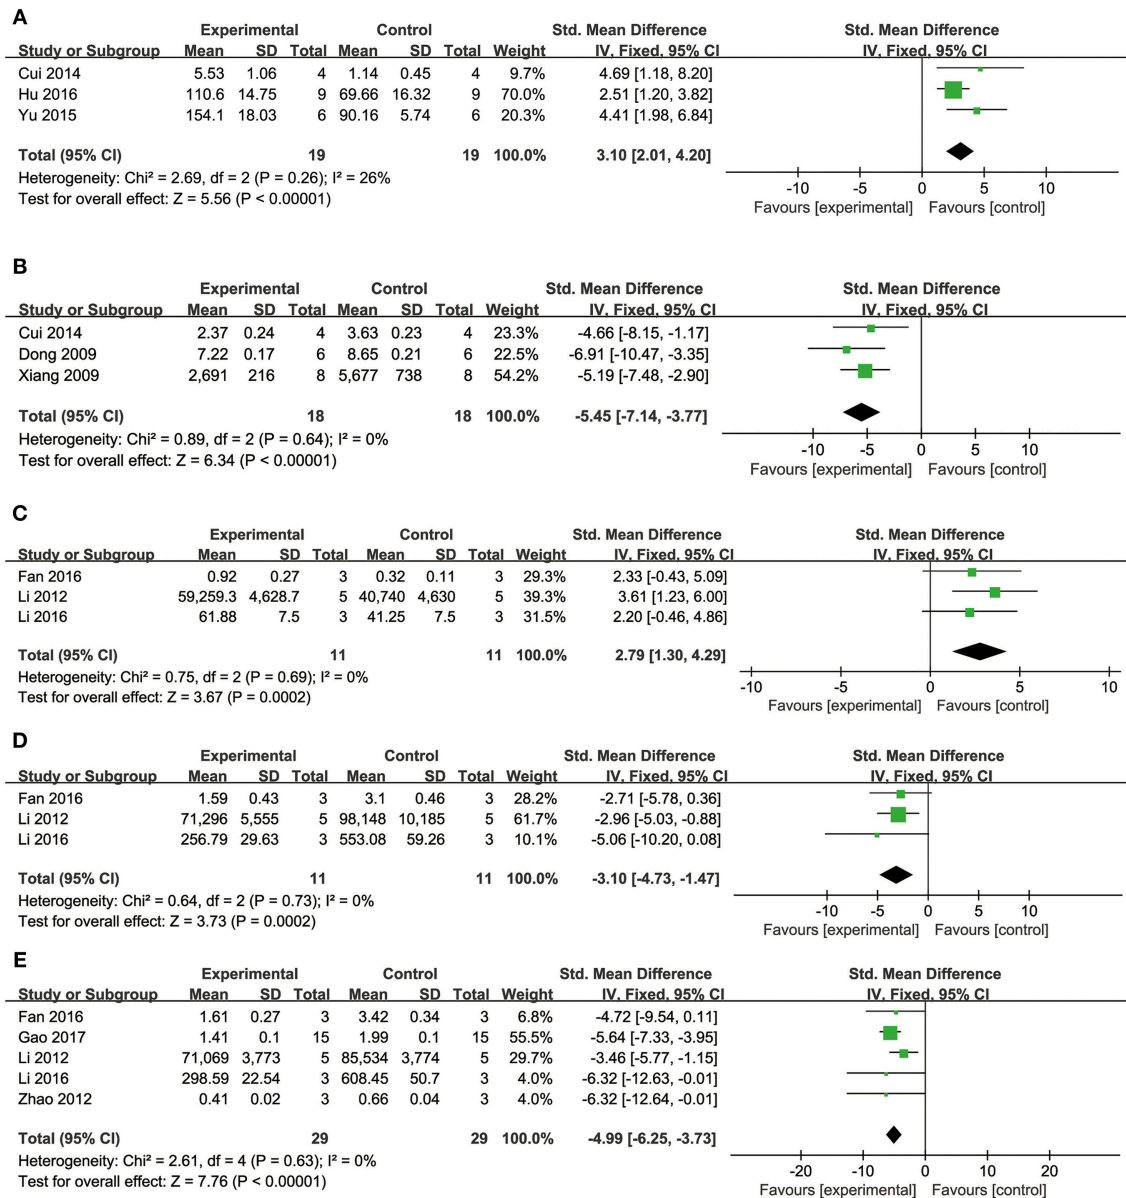 A
Experimental Control Std. Mean Difference Std. Mean Difference
Study or Subgroup Mean SD Total Mean SD Total Weight IV, Fixed, 95% CI IV, Fixed, 95% CI
Cui 2014 5.53 1.06 4 1.14 0.45 4 9.7% 4.69 [1.18, 8.20]
Hu 2016 110.6 14.75 9 69.66 16.32 9 70.0% 2.51 [1.20, 3.82]
Yu 2015 154.1 18.03 6 90.16 5.74 6 20.3% 4.41 [1.98, 6.84]
Total (95% CI) 19 19 100.0% 3.10 [2.01, 4.20]
Heterogeneity: Chi² = 2.69, df = 2 (P = 0.26); I² = 26%
Test for overall effect: Z = 5.56 (P < 0.00001)
-10 -5 0 5 10
Favours [experimental] Favours [control]
B
Experimental Control Std. Mean Difference Std. Mean Difference
Study or Subgroup Mean SD Total Mean SD Total Weight IV, Fixed, 95% CI IV, Fixed, 95% CI
Cui 2014 2.37 0.24 4 3.63 0.23 4 23.3% -4.66 [-8.15, -1.17]
Dong 2009 7.22 0.17 6 8.65 0.21 6 22.5% -6.91 [-10.47, -3.35]
Xiang 2009 2,691 216 8 5,677 738 8 54.2% -5.19 [-7.48, -2.90]
Total (95% CI) 18 18 100.0% -5.45 [-7.14, -3.77]
Heterogeneity: Chi² = 0.89, df = 2 (P = 0.64); I² = 0%
Test for overall effect: Z = 6.34 (P < 0.00001)
-10 -5 0 5 10
Favours [experimental] Favours [control]
C
Experimental Control Std. Mean Difference Std. Mean Difference
Study or Subgroup Mean SD Total Mean SD Total Weight IV, Fixed, 95% CI IV, Fixed, 95% CI
Fan 2016 0.92 0.27 3 0.32 0.11 3 29.3% 2.33 [-0.43, 5.09]
Li 2012 59,259.3 4,628.7 5 40,740 4,630 5 39.3% 3.61 [1.23, 6.00]
Li 2016 61.88 7.5 3 41.25 7.5 3 31.5% 2.20 [-0.46, 4.86]
Total (95% CI) 11 11 100.0% 2.79 [1.30, 4.29]
Heterogeneity: Chi² = 0.75, df = 2 (P = 0.69); I² = 0%
Test for overall effect: Z = 3.67 (P = 0.0002)
-10 -5 0 5 10
Favours [experimental] Favours [control]
D
Experimental Control Std. Mean Difference Std. Mean Difference
Study or Subgroup Mean SD Total Mean SD Total Weight IV, Fixed, 95% CI IV, Fixed, 95% CI
Fan 2016 1.59 0.43 3 3.1 0.46 3 28.2% -2.71 [-5.78, 0.36]
Li 2012 71,296 5,555 5 98,148 10,185 5 61.7% -2.96 [-5.03, -0.88]
Li 2016 256.79 29.63 3 553.08 59.26 3 10.1% -5.06 [-10.20, 0.08]
Total (95% CI) 11 11 100.0% -3.10 [-4.73, -1.47]
Heterogeneity: Chi² = 0.64, df = 2 (P = 0.73); I² = 0%
Test for overall effect: Z = 3.73 (P = 0.0002)
-10 -5 0 5 10
Favours [experimental] Favours [control]
E
Experimental Control Std. Mean Difference Std. Mean Difference
Study or Subgroup Mean SD Total Mean SD Total Weight IV, Fixed, 95% CI IV, Fixed, 95% CI
Fan 2016 1.61 0.27 3 3.42 0.34 3 6.8% -4.72 [-9.54, 0.11]
Gao 2017 1.41 0.1 15 1.99 0.1 15 55.5% -5.64 [-7.33, -3.95]
Li 2012 71,069 3,773 5 85,534 3,774 5 29.7% -3.46 [-5.77, -1.15]
Li 2016 298.59 22.54 3 608.45 50.7 3 4.0% -6.32 [-12.63, -0.01]
Zhao 2012 0.41 0.02 3 0.66 0.04 3 4.0% -6.32 [-12.64, -0.01]
Total (95% CI) 29 29 100.0% -4.99 [-6.25, -3.73]
Heterogeneity: Chi² = 2.61, df = 4 (P = 0.63); I² = 0%
Test for overall effect: Z = 7.76 (P < 0.00001)
-20 -10 0 10 20
Favours [experimental] Favours [control]